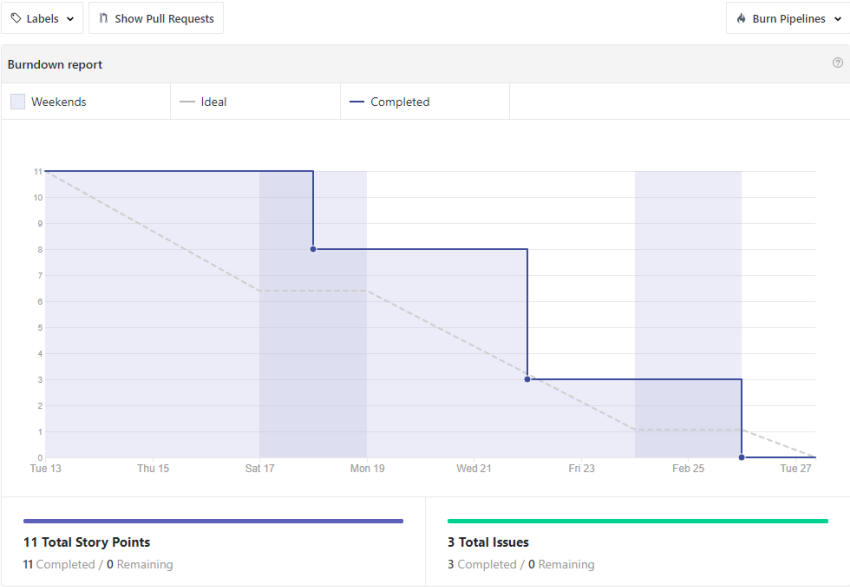 Labels Show Pull Requests Burn Pipelines
Burndown report
Weekends Ideal Completed
11
10
9
8
7
6
5
4
3
2
1
0
Tue 13 Thu 15 Sat 17 Mon 19 Wed 21 Fri 23 Feb 25 Tue 27
11 Total Story Points
11 Completed / 0 Remaining
3 Total Issues
3 Completed / 0 Remaining